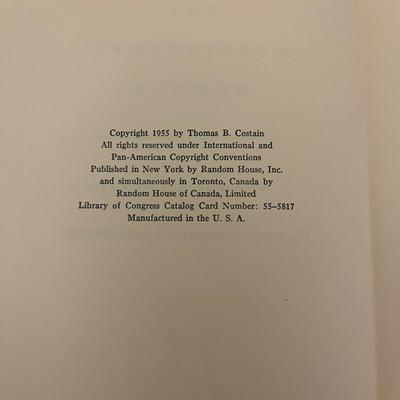 Copyright 1955 by Thomas B. Costain
All rights reserved under International and
Pan-American Copyright Conventions
Published in New York by Random House, Inc.
and simultaneously in Toronto, Canada by
Random House of Canada, Limited
Library of Congress Catalog Card Number: 55–5817
Manufactured in the U. S. A.